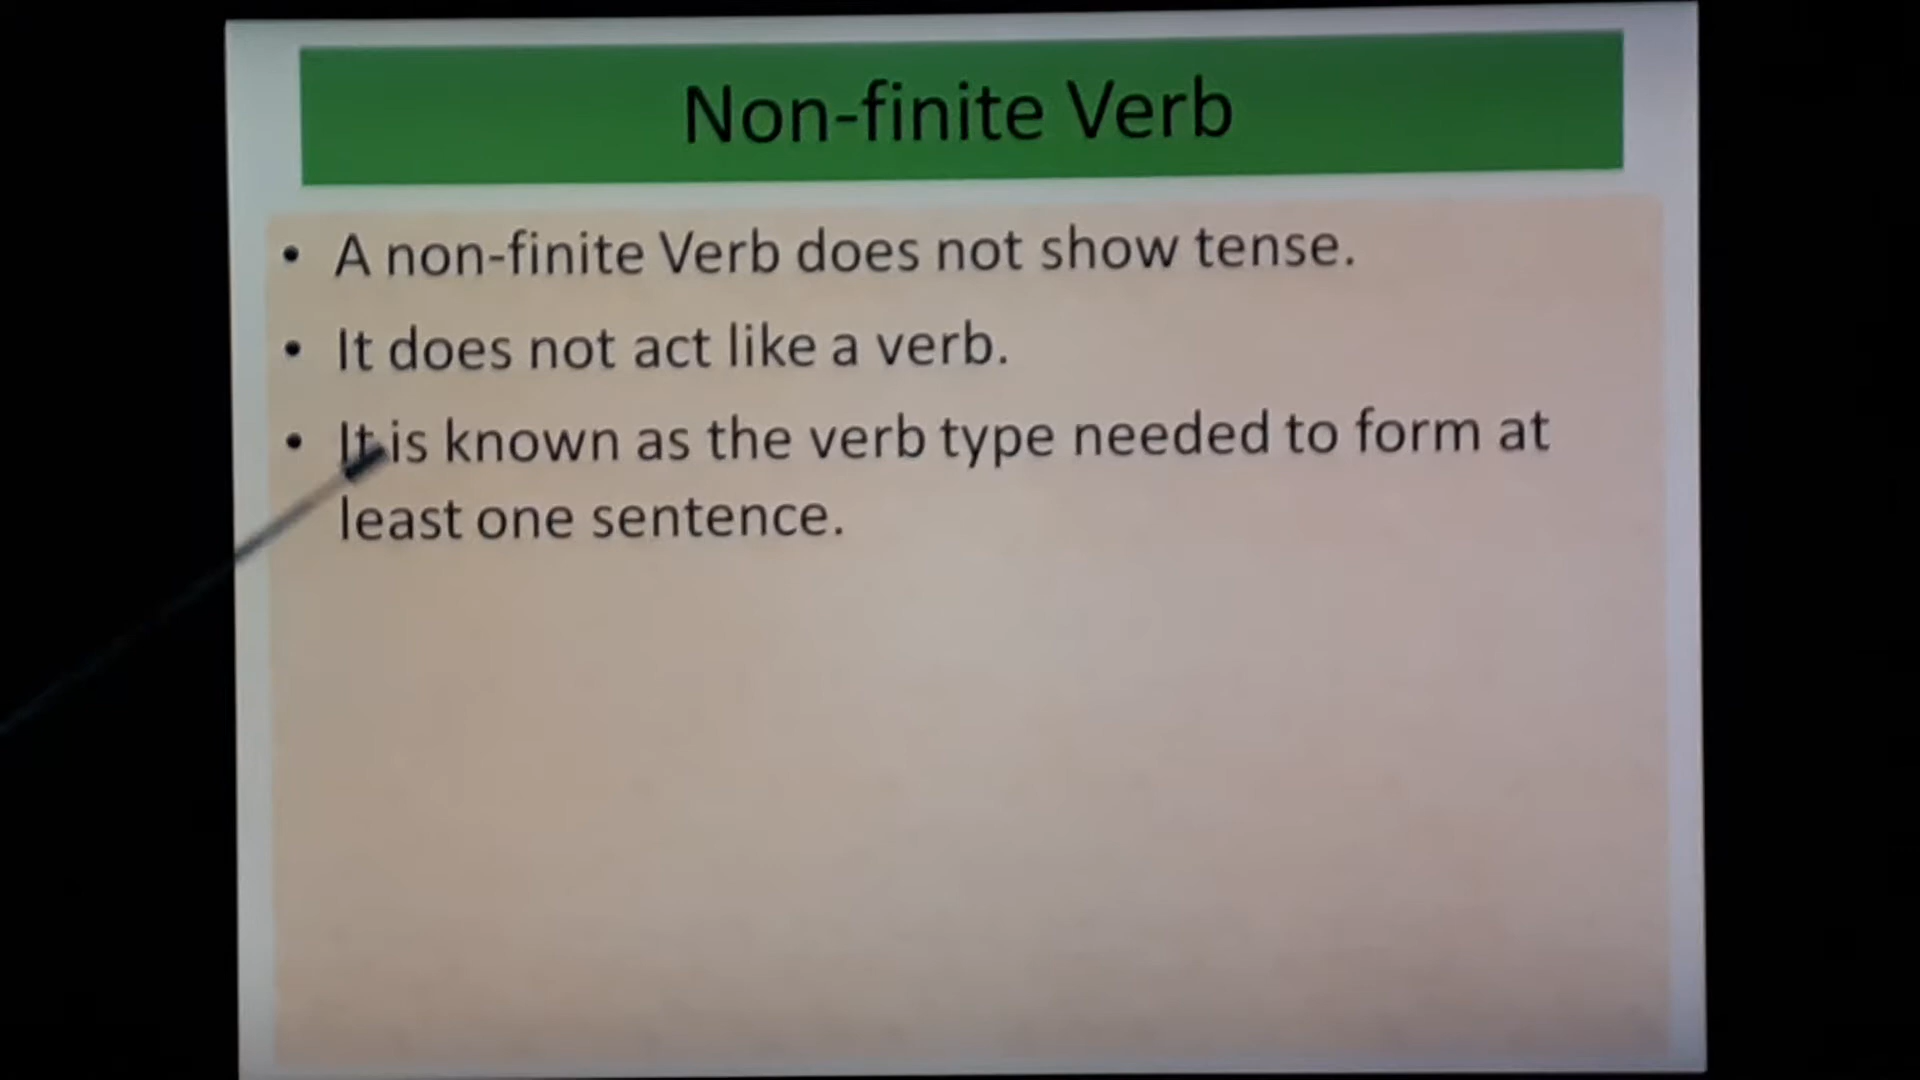 Non-finite Verb
• A non-finite Verb does not show tense.
• It does not act like a verb.
• It is known as the verb type needed to form at
least one sentence.